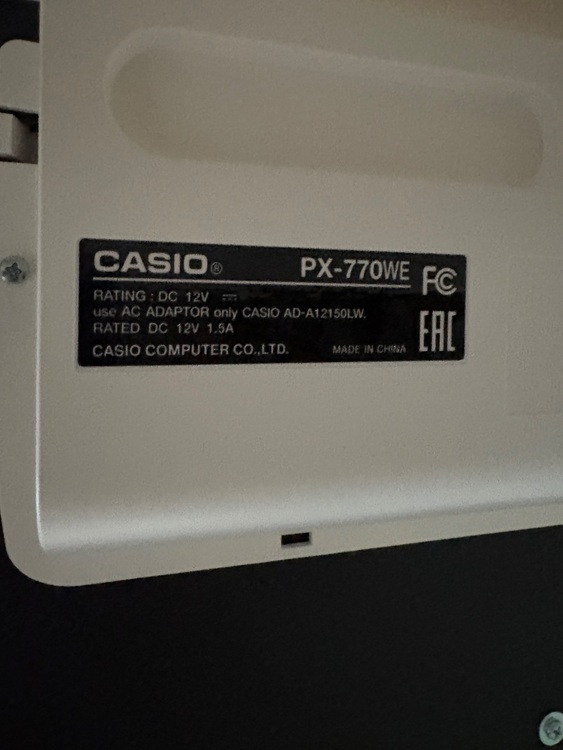 CASIO® PX-770WE FC
RATING : DC 12V ⎓
use AC ADAPTOR only CASIO AD-A12150LW.
RATED DC 12V 1.5A
CASIO COMPUTER CO.,LTD. MADE IN CHINA EAC